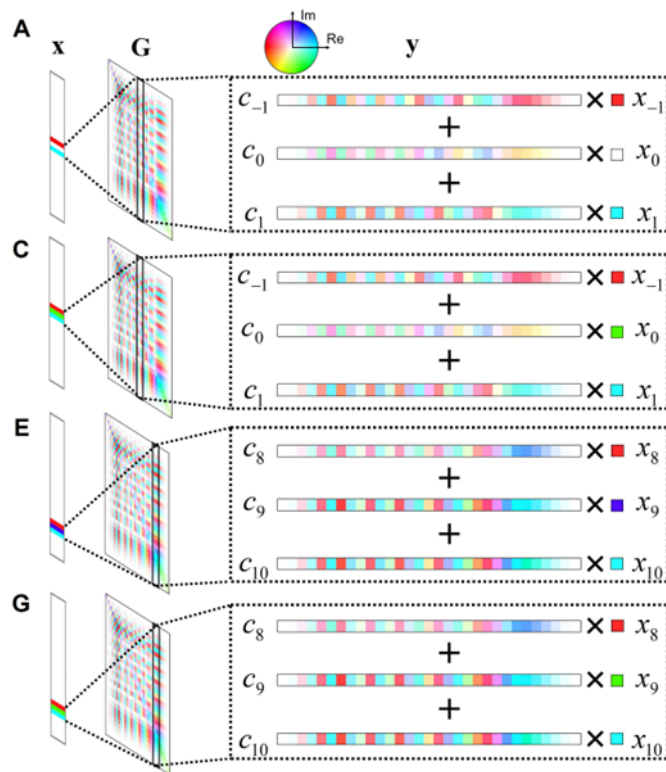 A x G Im Re y
c₋₁ × x₋₁
+
c₀ × x₀
+
c₁ × x₁
C
c₋₁ × x₋₁
+
c₀ × x₀
+
c₁ × x₁
E
c₈ × x₈
+
c₉ × x₉
+
c₁₀ × x₁₀
G
c₈ × x₈
+
c₉ × x₉
+
c₁₀ × x₁₀